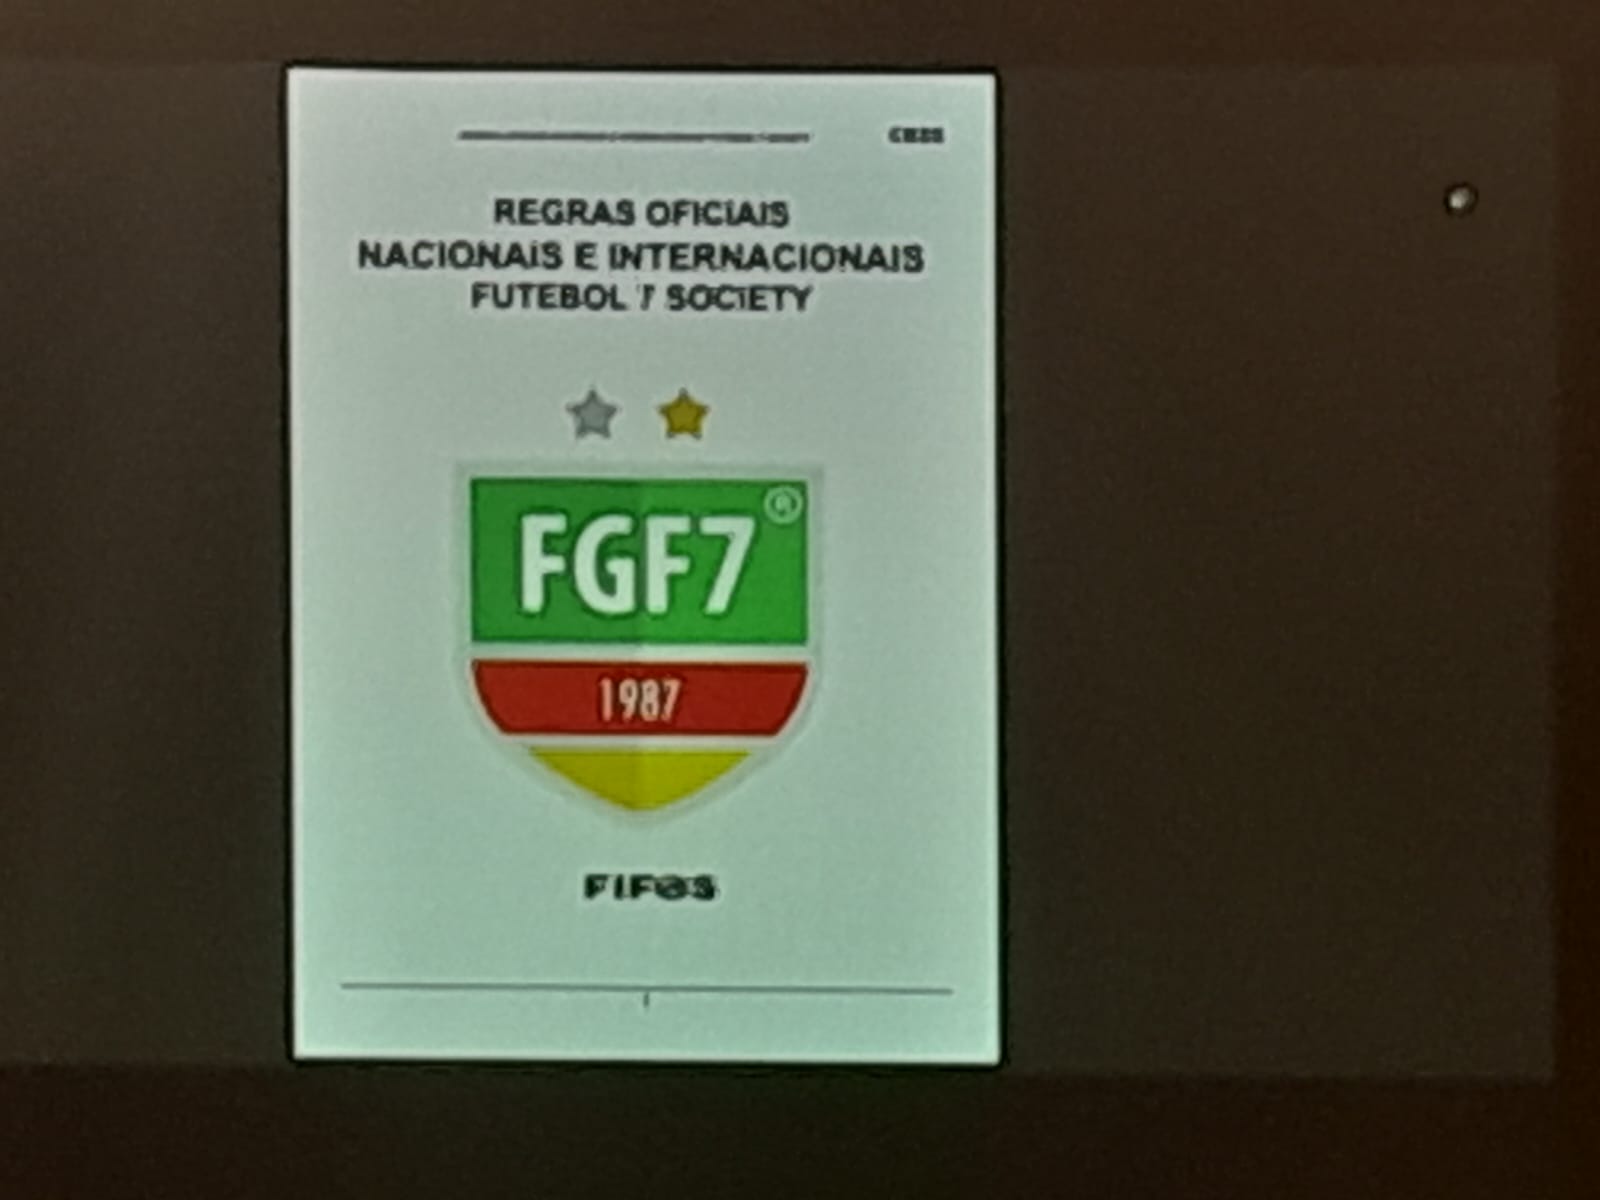 REGRAS OFICIAIS
NACIONAIS E INTERNACIONAIS
FUTEBOL 7 SOCIETY
FGF7®
1987